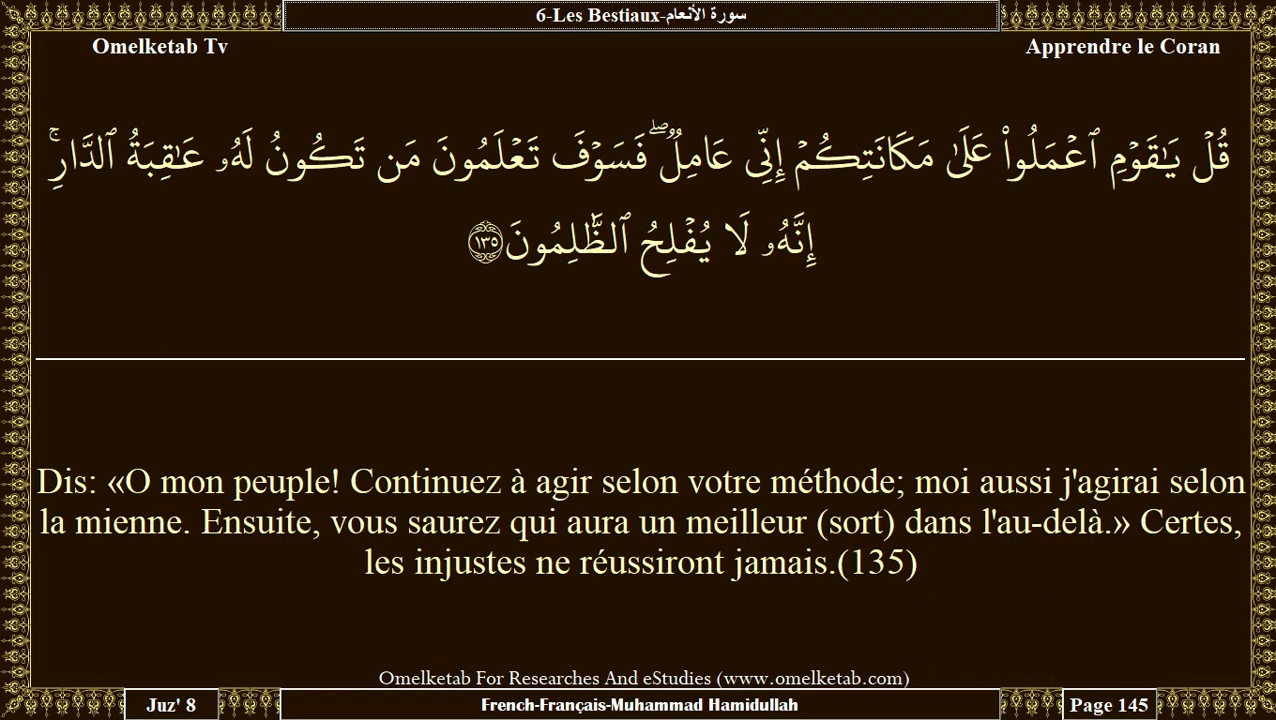 6-Les Bestiaux-سورة الأنعام
Omelketab Tv
Apprendre le Coran
قُلۡ يَـٰقَوۡمِ ٱعۡمَلُواْ عَلَىٰ مَكَانَتِكُمۡ إِنِّى عَامِلٌ۬‌ۖ فَسَوۡفَ تَعۡلَمُونَ مَن تَكُونُ لَهُ ۥ عَـٰقِبَةُ ٱلدَّارِ‌ۚ
إِنَّهُ ۥ لَا يُفۡلِحُ ٱلظَّـٰلِمُونَ ١٣٥
Dis: «O mon peuple! Continuez à agir selon votre méthode; moi aussi j'agirai selon
la mienne. Ensuite, vous saurez qui aura un meilleur (sort) dans l'au-delà.» Certes,
les injustes ne réussiront jamais.(135)
Omelketab For Researches And eStudies (www.omelketab.com)
Juz' 8
French-Français-Muhammad Hamidullah
Page 145